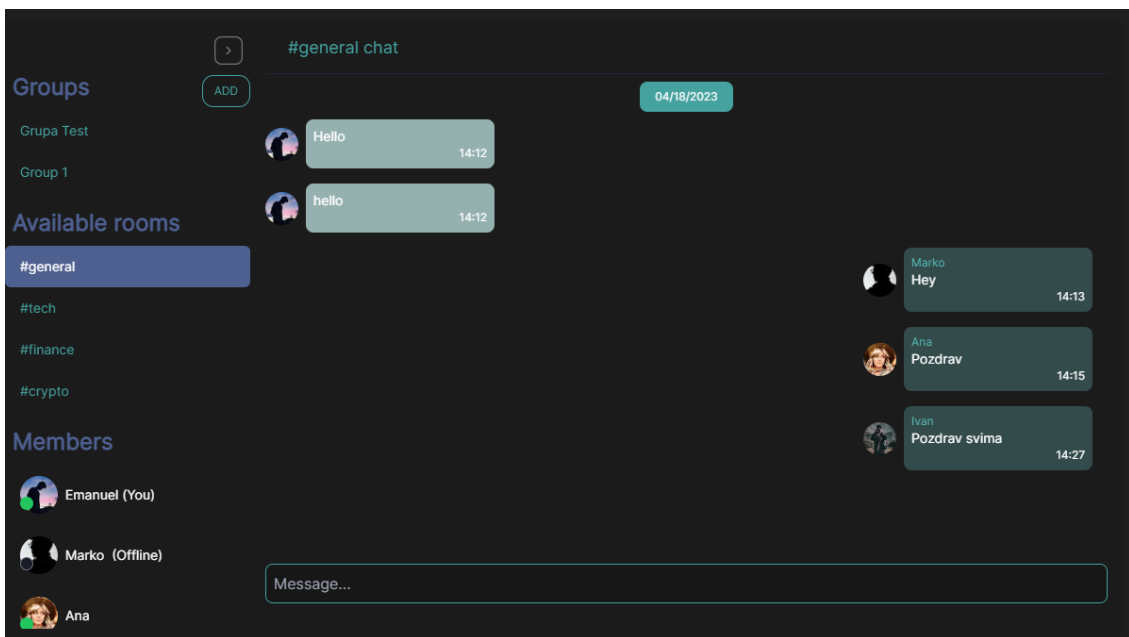 Groups
ADD
Grupa Test
Group 1
Available rooms
#general
#tech
#finance
#crypto
Members
Emanuel (You)
Marko (Offline)
Ana
#general chat
04/18/2023
Hello
14:12
hello
14:12
Marko
Hey
14:13
Ana
Pozdrav
14:15
Ivan
Pozdrav svima
14:27
Message...